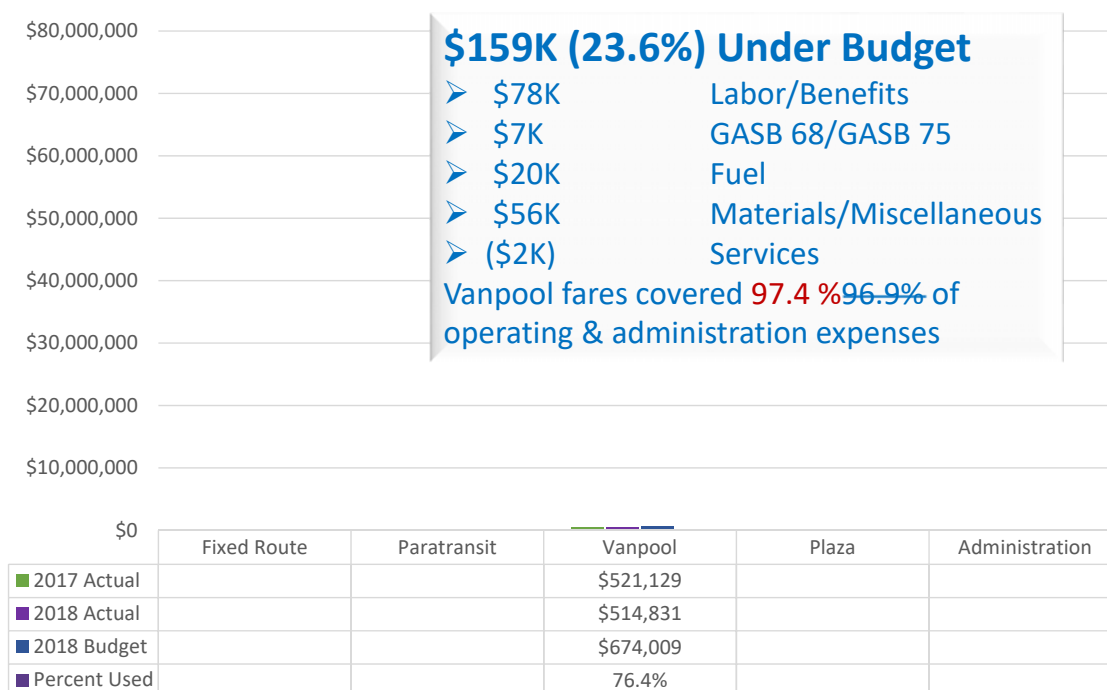 $80,000,000
$70,000,000
$60,000,000
$50,000,000
$40,000,000
$30,000,000
$20,000,000
$10,000,000
$0
$159K (23.6%) Under Budget
➢ $78K Labor/Benefits
➢ $7K GASB 68/GASB 75
➢ $20K Fuel
➢ $56K Materials/Miscellaneous
➢ ($2K) Services
Vanpool fares covered 97.4 %96.9% of
operating & administration expenses
Fixed Route Paratransit Vanpool Plaza Administration
2017 Actual $521,129
2018 Actual $514,831
2018 Budget $674,009
Percent Used 76.4%